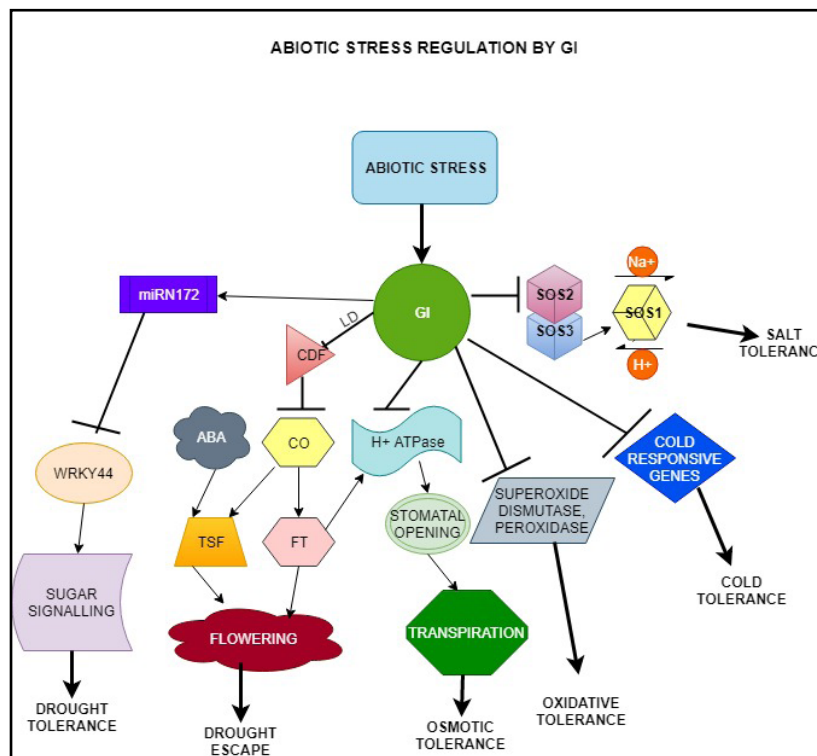 ABIOTIC STRESS REGULATION BY GI
ABIOTIC STRESS
Na+
miRN172
GI
LD
SOS2
SOS1
SOS3
CDF
H+
SALT
TOLERANC
ABA
CO
H+ ATPase
COLD
RESPONSIVE
GENES
WRKY44
SUPEROXIDE
DISMUTASE,
PEROXIDASE
STOMATAL
OPENING
TSF
FT
SUGAR
SIGNALLING
COLD
TOLERANCE
FLOWERING
TRANSPIRATION
DROUGHT
TOLERANCE
DROUGHT
ESCAPE
OSMOTIC
TOLERANCE
OXIDATIVE
TOLERANCE